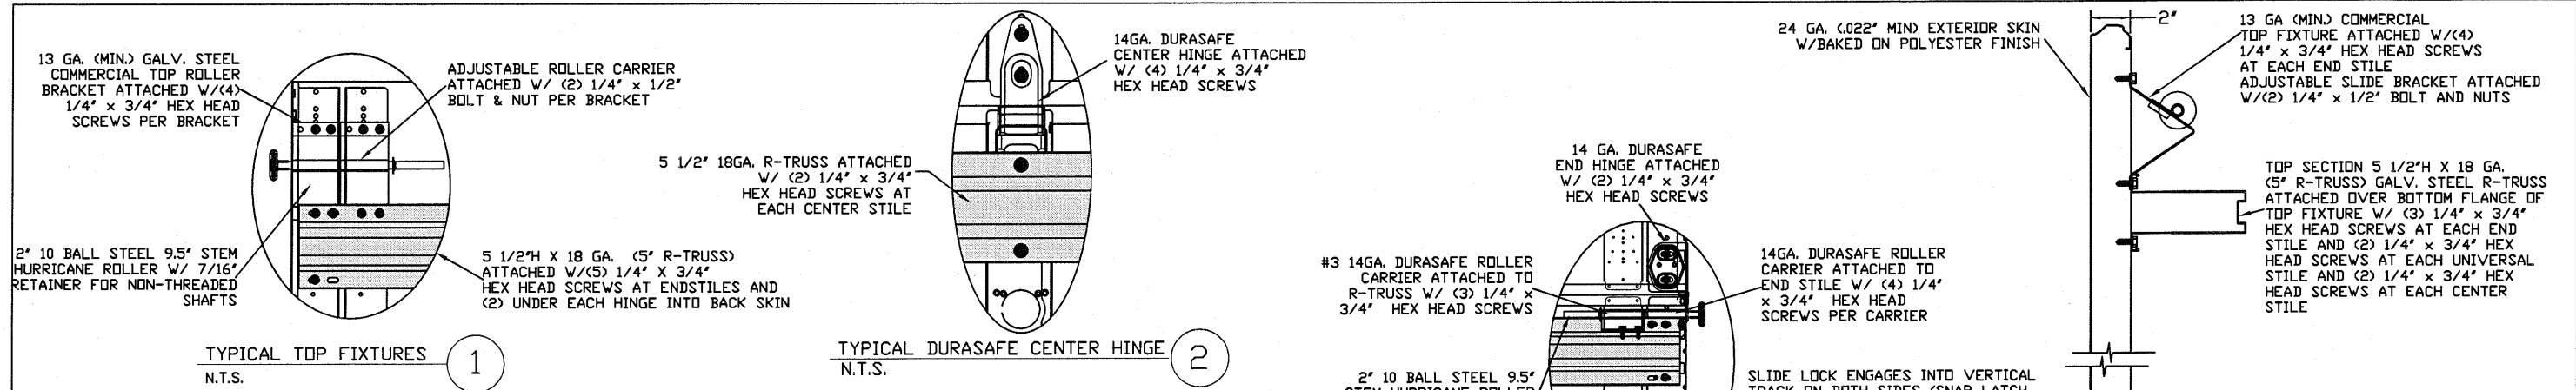 13 GA. (MIN.) GALV. STEEL
COMMERCIAL TOP ROLLER
BRACKET ATTACHED W/(4)
1/4" x 3/4" HEX HEAD
SCREWS PER BRACKET
ADJUSTABLE ROLLER CARRIER
ATTACHED W/ (2) 1/4" x 1/2"
BOLT & NUT PER BRACKET
2" 10 BALL STEEL 9.5" STEM
HURRICANE ROLLER W/ 7/16"
RETAINER FOR NON-THREADED
SHAFTS
5 1/2"H X 18 GA. (5" R-TRUSS)
ATTACHED W/(5) 1/4" X 3/4"
HEX HEAD SCREWS AT ENDSTILES AND
(2) UNDER EACH HINGE INTO BACK SKIN
TYPICAL TOP FIXTURES
1
N.T.S.
14GA. DURASAFE
CENTER HINGE ATTACHED
W/ (4) 1/4" x 3/4"
HEX HEAD SCREWS
5 1/2" 18GA. R-TRUSS ATTACHED
W/ (2) 1/4" x 3/4"
HEX HEAD SCREWS AT
EACH CENTER STILE
TYPICAL DURASAFE CENTER HINGE
2
N.T.S.
14 GA. DURASAFE
END HINGE ATTACHED
W/ (2) 1/4" x 3/4"
HEX HEAD SCREWS
#3 14GA. DURASAFE ROLLER
CARRIER ATTACHED TO
R-TRUSS W/ (3) 1/4" x
3/4" HEX HEAD SCREWS
14GA. DURASAFE ROLLER
CARRIER ATTACHED TO
END STILE W/ (4) 1/4"
x 3/4" HEX HEAD
SCREWS PER CARRIER
2" 10 BALL STEEL 9.5"
STEM HURRICANE ROLLER
SLIDE LOCK ENGAGES INTO VERTICAL
TRACK ON BOTH SIDES (SNAP LATCH
24 GA. (.022" MIN) EXTERIOR SKIN
W/BAKED ON POLYESTER FINISH
2"
13 GA (MIN.) COMMERCIAL
TOP FIXTURE ATTACHED W/(4)
1/4" x 3/4" HEX HEAD SCREWS
AT EACH END STILE
ADJUSTABLE SLIDE BRACKET ATTACHED
W/(2) 1/4" x 1/2" BOLT AND NUTS
TOP SECTION 5 1/2"H X 18 GA.
(5" R-TRUSS) GALV. STEEL R-TRUSS
ATTACHED OVER BOTTOM FLANGE OF
TOP FIXTURE W/ (3) 1/4" x 3/4"
HEX HEAD SCREWS AT EACH END
STILE AND (2) 1/4" x 3/4" HEX
HEAD SCREWS AT EACH UNIVERSAL
STILE AND (2) 1/4" x 3/4" HEX
HEAD SCREWS AT EACH CENTER
STILE